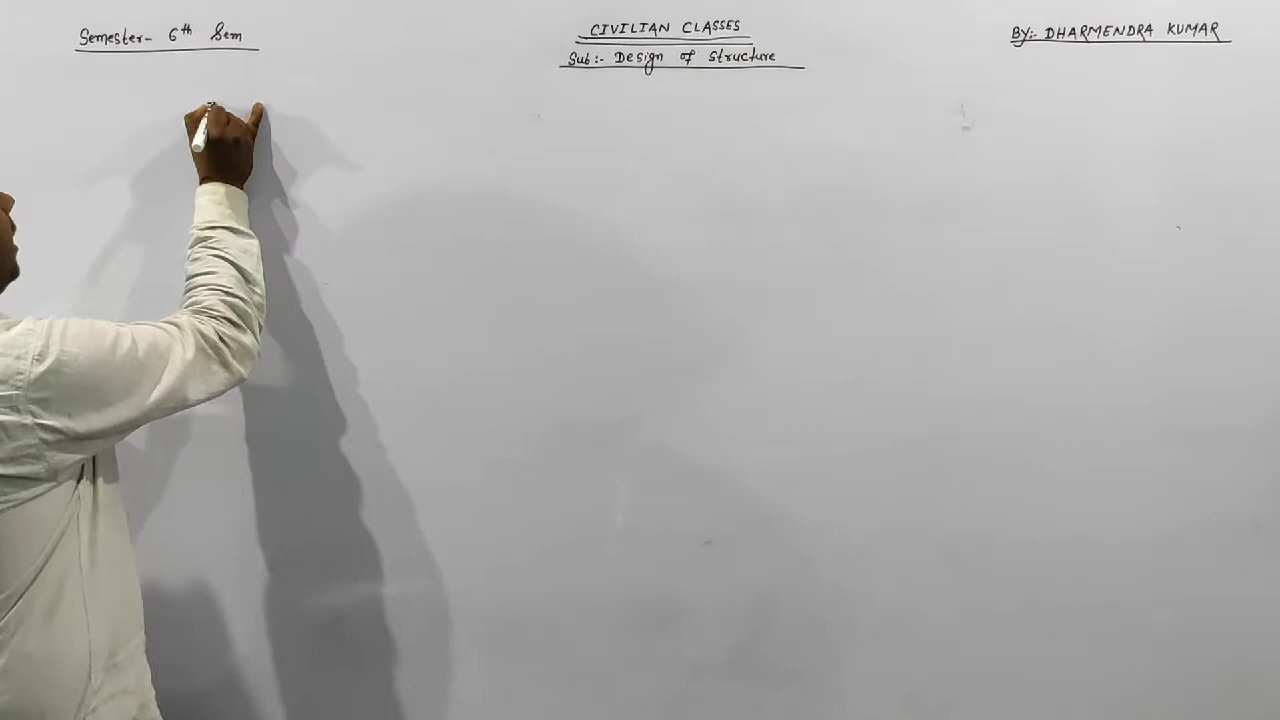 Semester- 6th Sem
CIVILIAN CLASSES
Sub:- Design of Structure
By:- DHARMENDRA KUMAR